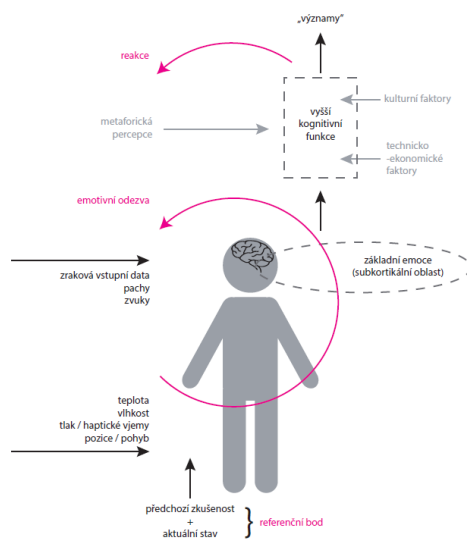 „významy“
reakce
vyšší
kognitivní
funkce
kulturní faktory
metaforická
percepce
technicko
-ekonomické
faktory
emotivní odezva
základní emoce
(subkortikální oblast)
zraková vstupní data
pachy
zvuky
teplota
vlhkost
tlak / haptické vjemy
pozice / pohyb
předchozí zkušenost
+
aktuální stav
} referenční bod